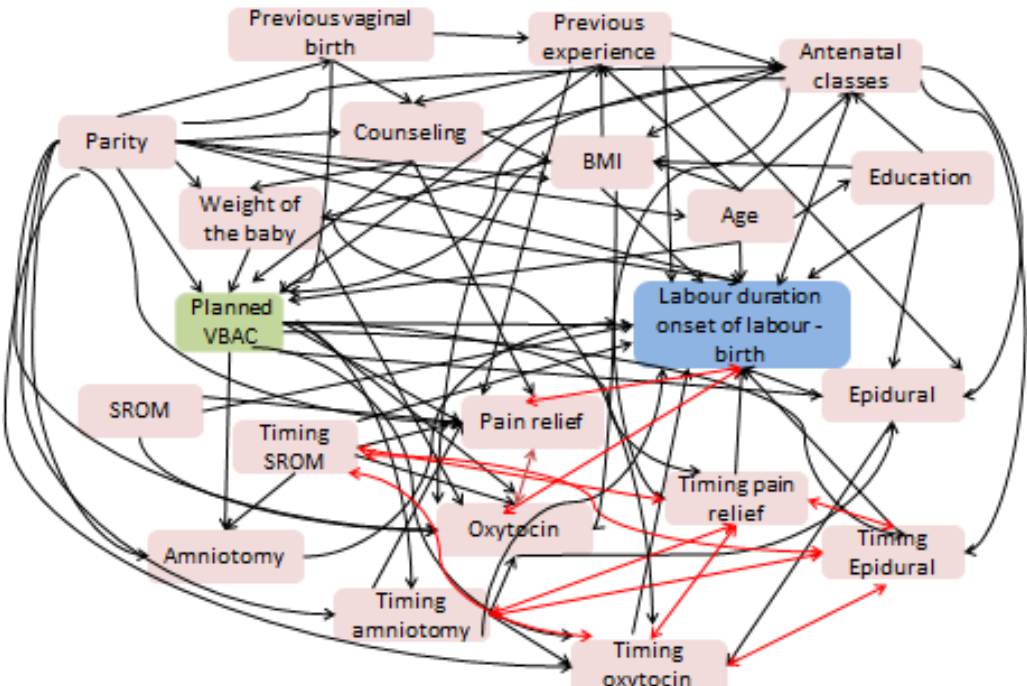 Previous vaginal
birth
Previous
experience
Antenatal
classes
Parity
Counseling
BMI
Education
Weight of
the baby
Age
Planned
VBAC
Labour duration
onset of labour -
birth
Epidural
SROM
Pain relief
Timing
SROM
Timing pain
relief
Oxytocin
Amniotomy
Timing
Epidural
Timing
amniotomy
Timing
oxytocin